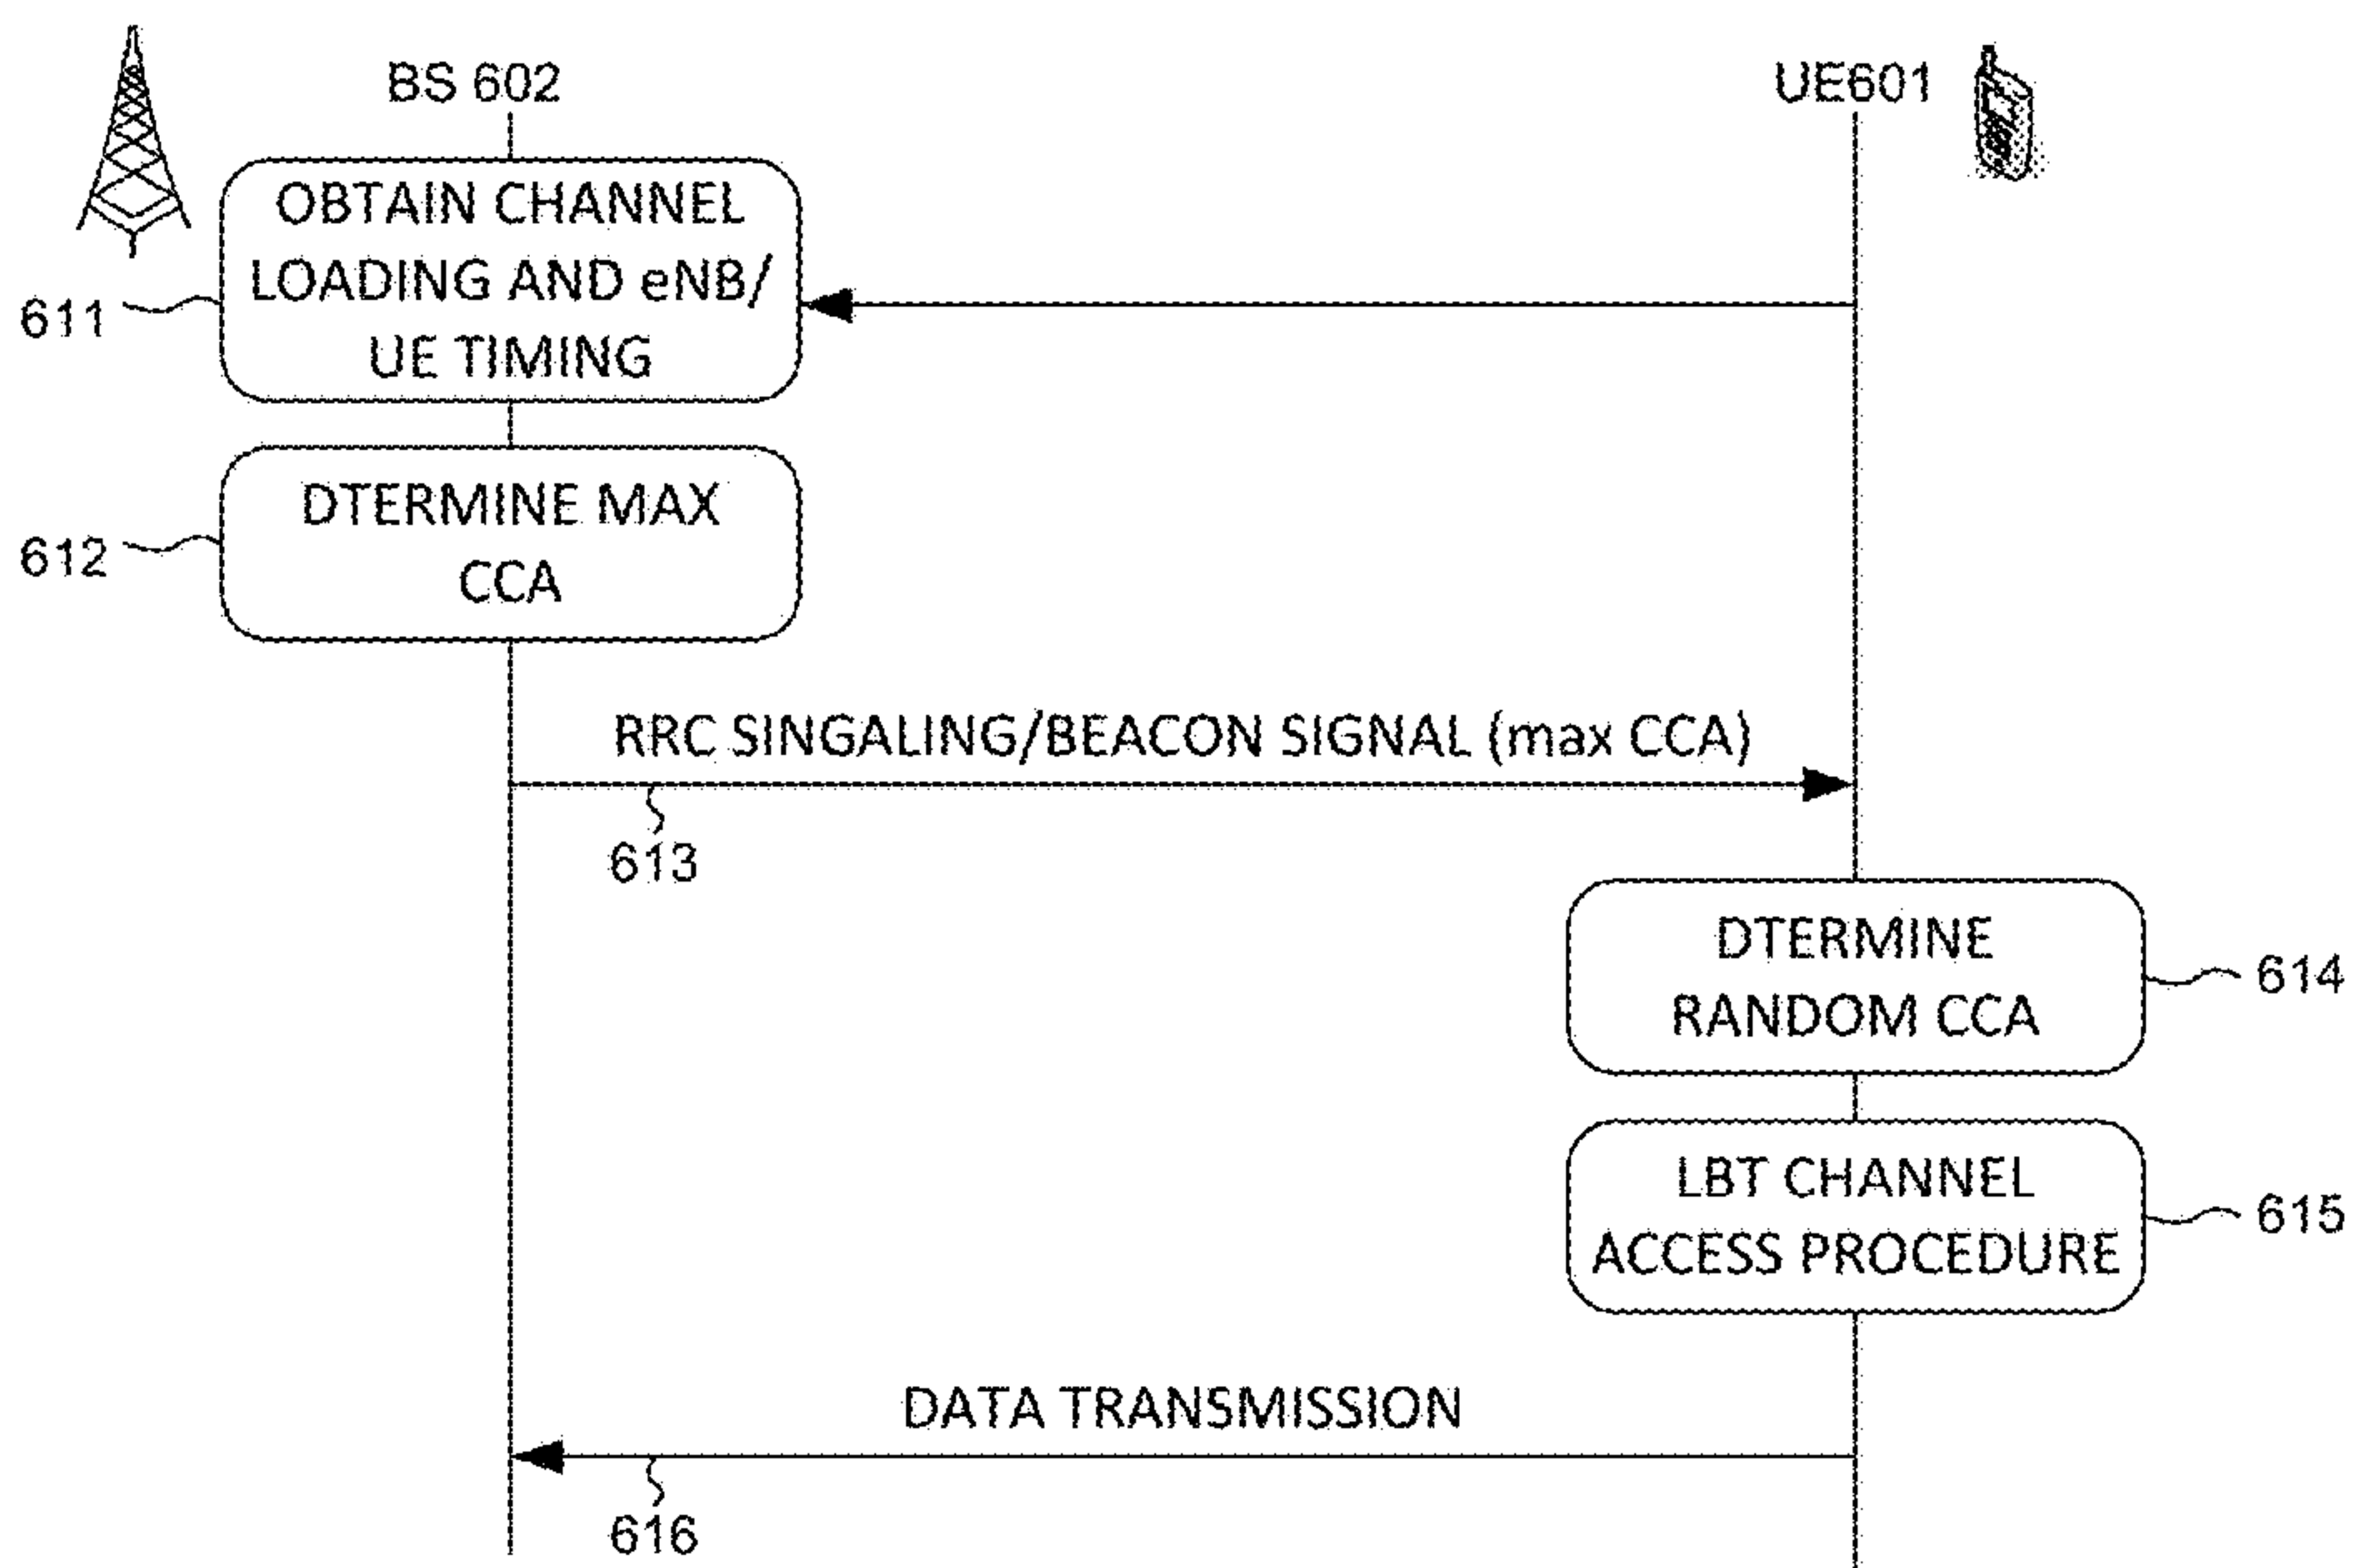 BS 602
UE601
OBTAIN CHANNEL
LOADING AND eNB/
UE TIMING
611
DTERMINE MAX
CCA
612
RRC SINGALING/BEACON SIGNAL (max CCA)
613
DTERMINE
RANDOM CCA
614
LBT CHANNEL
ACCESS PROCEDURE
615
DATA TRANSMISSION
616